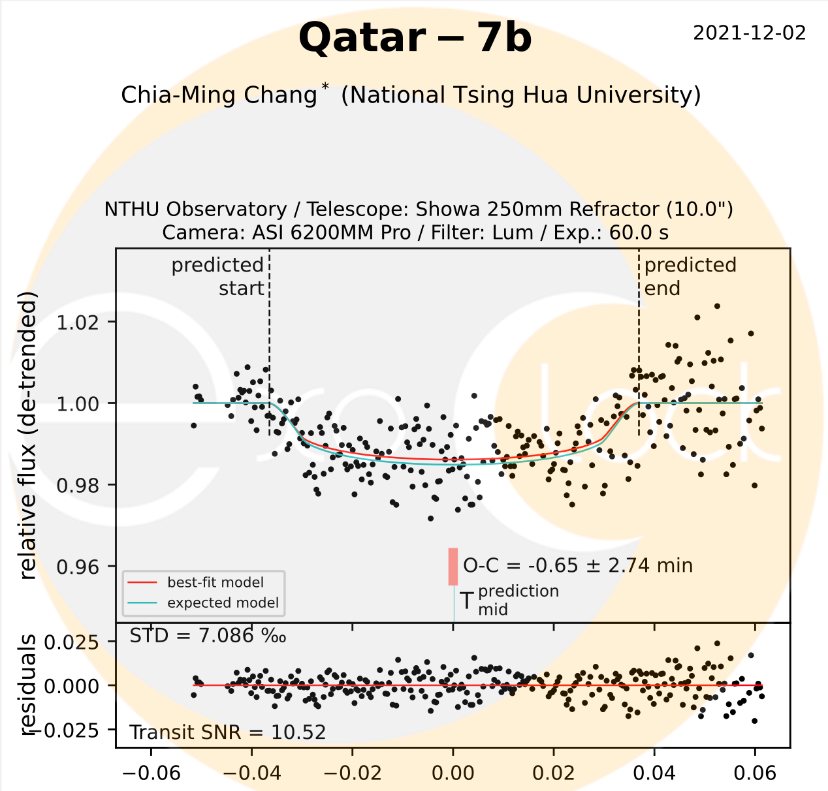 Qatar – 7b
2021-12-02
Chia-Ming Chang* (National Tsing Hua University)
NTHU Observatory / Telescope: Showa 250mm Refractor (10.0")
Camera: ASI 6200MM Pro / Filter: Lum / Exp.: 60.0 s
predicted
start
predicted
end
relative flux (de-trended)
1.02
1.00
0.98
0.96
exo clock
O-C = -0.65 ± 2.74 min
T prediction
mid
best-fit model
expected model
residuals
0.025
0.000
−0.025
STD = 7.086 ‰
Transit SNR = 10.52
−0.06 −0.04 −0.02 0.00 0.02 0.04 0.06